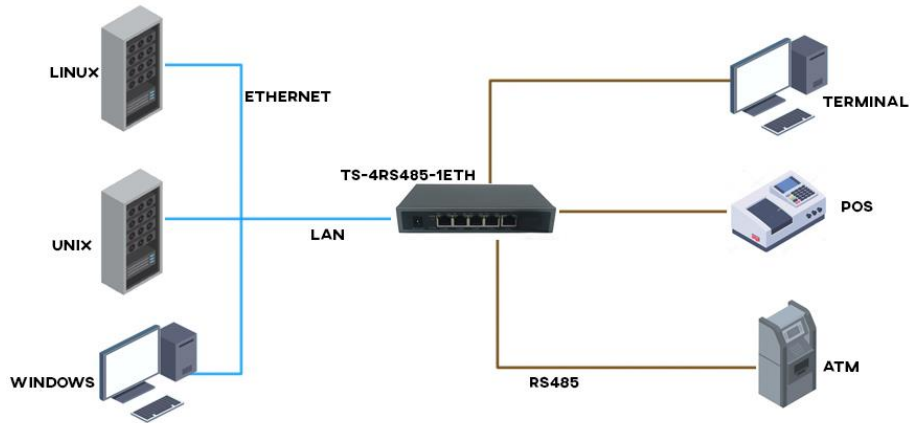 LINUX
ETHERNET
TERMINAL
TS-4RS485-1ETH
POS
UNIX
LAN
WINDOWS
RS485
ATM